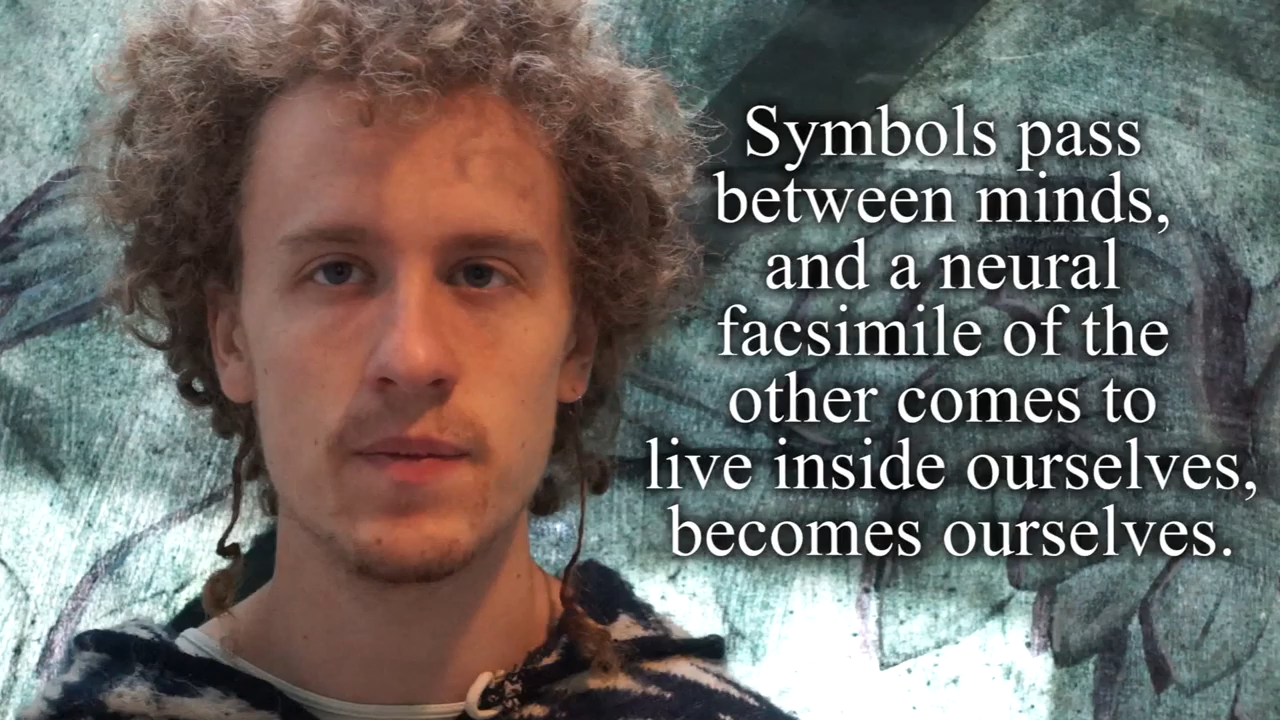 Symbols pass
between minds,
and a neural
facsimile of the
other comes to
live inside ourselves,
becomes ourselves.